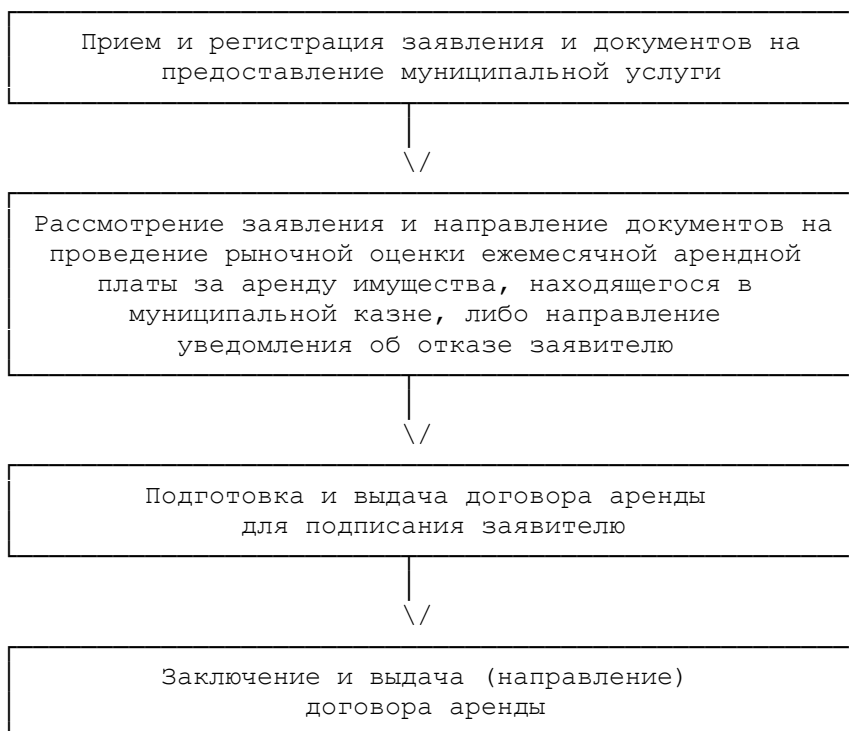 Прием и регистрация заявления и документов на
предоставление муниципальной услуги
Рассмотрение заявления и направление документов на
проведение рыночной оценки ежемесячной арендной
платы за аренду имущества, находящегося в
муниципальной казне, либо направление
уведомления об отказе заявителю
Подготовка и выдача договора аренды
для подписания заявителю
Заключение и выдача (направление)
договора аренды